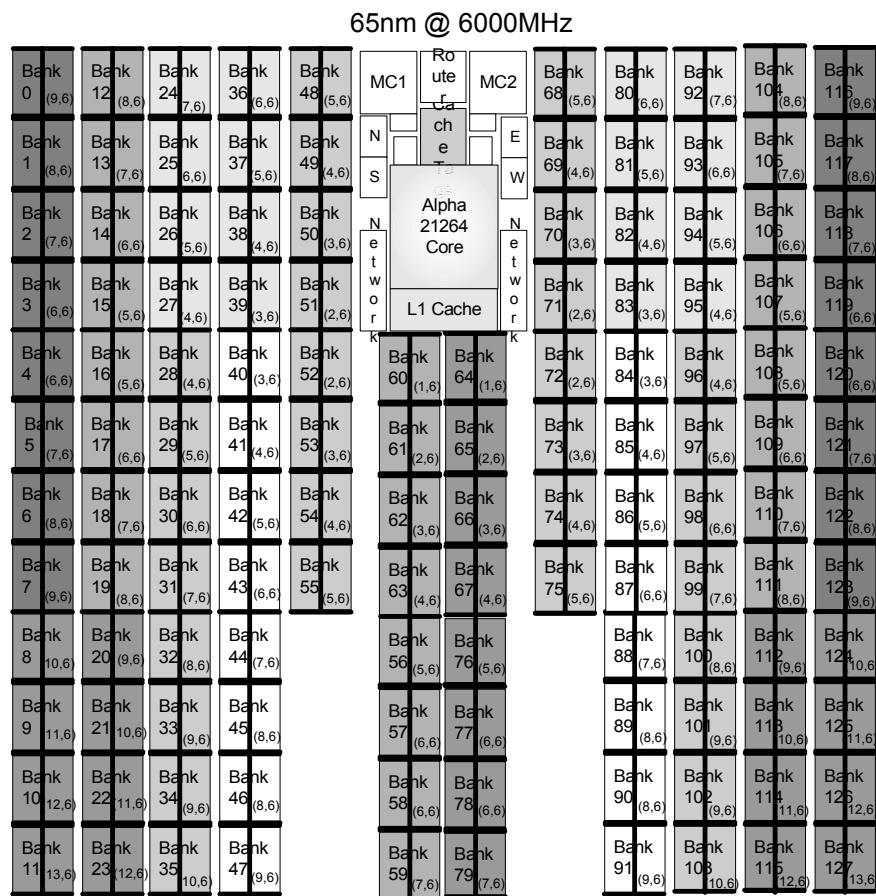 65nm @ 6000MHz
Bank Bank Bank Bank Bank
0 (9,6) 12 (8,6) 24 7,6) 36 (6,6) 48 (5,6)
MC1
Ro
ute
r
MC2
Bank Bank Bank Bank Bank
68 (5,6) 80 (6,6) 92 (7,6) 104 (8,6) 116 (9,6)
Bank Bank Bank Bank Bank
1 (8,6) 13 (7,6) 25 6,6) 37 (5,6) 49 (4,6)
N
S
Ca
ch
e
Ta
gs
E
W
Bank Bank Bank Bank Bank
69 (4,6) 81 (5,6) 93 (6,6) 105 (7,6) 117 (8,6)
Bank Bank Bank Bank Bank
2 (7,6) 14 (6,6) 26 (5,6) 38 (4,6) 50 (3,6)
N
e
t
w
o
r
k
Alpha
21264
Core
L1 Cache
N
e
t
w
o
r
k
Bank Bank Bank Bank Bank
70 (3,6) 82 (4,6) 94 (5,6) 106 (6,6) 118 (7,6)
Bank Bank Bank Bank Bank
3 (6,6) 15 (5,6) 27 (4,6) 39 (3,6) 51 (2,6)
Bank Bank Bank Bank Bank
71 (2,6) 83 (3,6) 95 (4,6) 107 (5,6) 119 (6,6)
Bank Bank Bank Bank Bank Bank Bank Bank Bank Bank Bank Bank
4 (6,6) 16 (5,6) 28 (4,6) 40 (3,6) 52 (2,6) 60 (1,6) 64 (1,6) 72 (2,6) 84 (3,6) 96 (4,6) 108 (5,6) 120 (6,6)
Bank Bank Bank Bank Bank Bank Bank Bank Bank Bank Bank Bank
5 (7,6) 17 (6,6) 29 (5,6) 41 (4,6) 53 (3,6) 61 (2,6) 65 (2,6) 73 (3,6) 85 (4,6) 97 (5,6) 109 (6,6) 121 (7,6)
Bank Bank Bank Bank Bank Bank Bank Bank Bank Bank Bank Bank
6 (8,6) 18 (7,6) 30 (6,6) 42 (5,6) 54 (4,6) 62 (3,6) 66 (3,6) 74 (4,6) 86 (5,6) 98 (6,6) 110 (7,6) 122 (8,6)
Bank Bank Bank Bank Bank Bank Bank Bank Bank Bank Bank Bank
7 (9,6) 19 (8,6) 31 (7,6) 43 (6,6) 55 (5,6) 63 (4,6) 67 (4,6) 75 (5,6) 87 (6,6) 99 (7,6) 111 (8,6) 123 (9,6)
Bank Bank Bank Bank Bank Bank Bank Bank Bank Bank
8 10,6) 20 (9,6) 32 (8,6) 44 (7,6) 56 (5,6) 76 (5,6) 88 (7,6) 100 (8,6) 112 (9,6) 124 10,6)
Bank Bank Bank Bank Bank Bank Bank Bank Bank Bank
9 11,6) 21 10,6) 33 (9,6) 45 (8,6) 57 (6,6) 77 (6,6) 89 (8,6) 101 (9,6) 113 10,6) 125 11,6)
Bank Bank Bank Bank Bank Bank Bank Bank Bank Bank
10 12,6) 22 (11,6) 34 (9,6) 46 (8,6) 58 (6,6) 78 (6,6) 90 (8,6) 102 (9,6) 114 11,6) 126 12,6)
Bank Bank Bank Bank Bank Bank Bank Bank Bank Bank
11 13,6) 23 (12,6) 35 10,6) 47 (9,6) 59 (7,6) 79 (7,6) 91 (9,6) 103 10,6) 115 (12,6) 127 13,6)